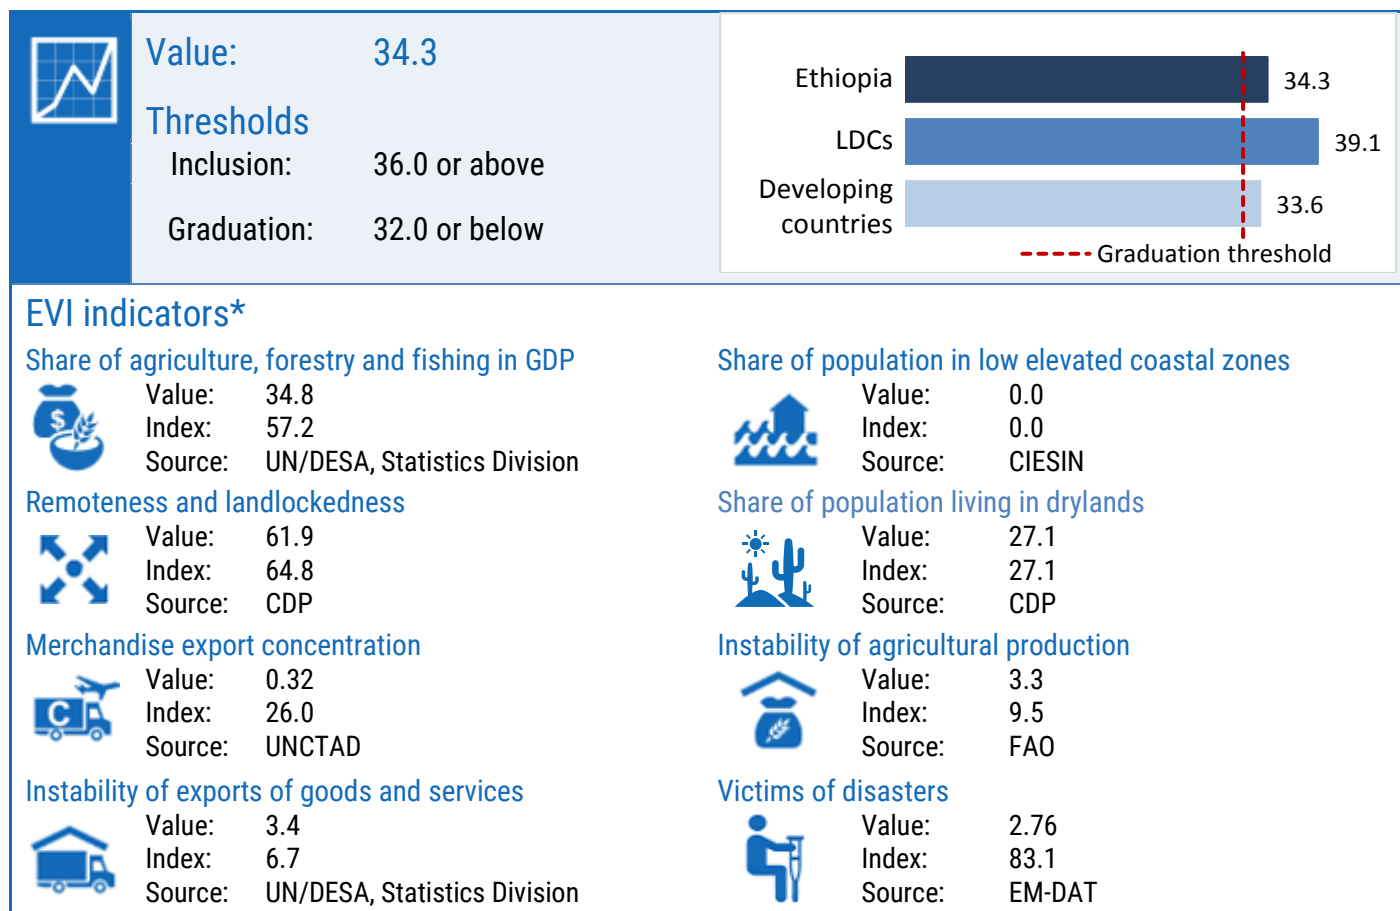 Value: 34.3
Thresholds
Inclusion: 36.0 or above
Graduation: 32.0 or below
Ethiopia 34.3
LDCs 39.1
Developing
countries 33.6
Graduation threshold
EVI indicators*
Share of agriculture, forestry and fishing in GDP
$
Value: 34.8
Index: 57.2
Source: UN/DESA, Statistics Division
Share of population in low elevated coastal zones
Value: 0.0
Index: 0.0
Source: CIESIN
Remoteness and landlockedness
Value: 61.9
Index: 64.8
Source: CDP
Share of population living in drylands
Value: 27.1
Index: 27.1
Source: CDP
Merchandise export concentration
C
Value: 0.32
Index: 26.0
Source: UNCTAD
Instability of agricultural production
Value: 3.3
Index: 9.5
Source: FAO
Instability of exports of goods and services
Value: 3.4
Index: 6.7
Source: UN/DESA, Statistics Division
Victims of disasters
Value: 2.76
Index: 83.1
Source: EM-DAT